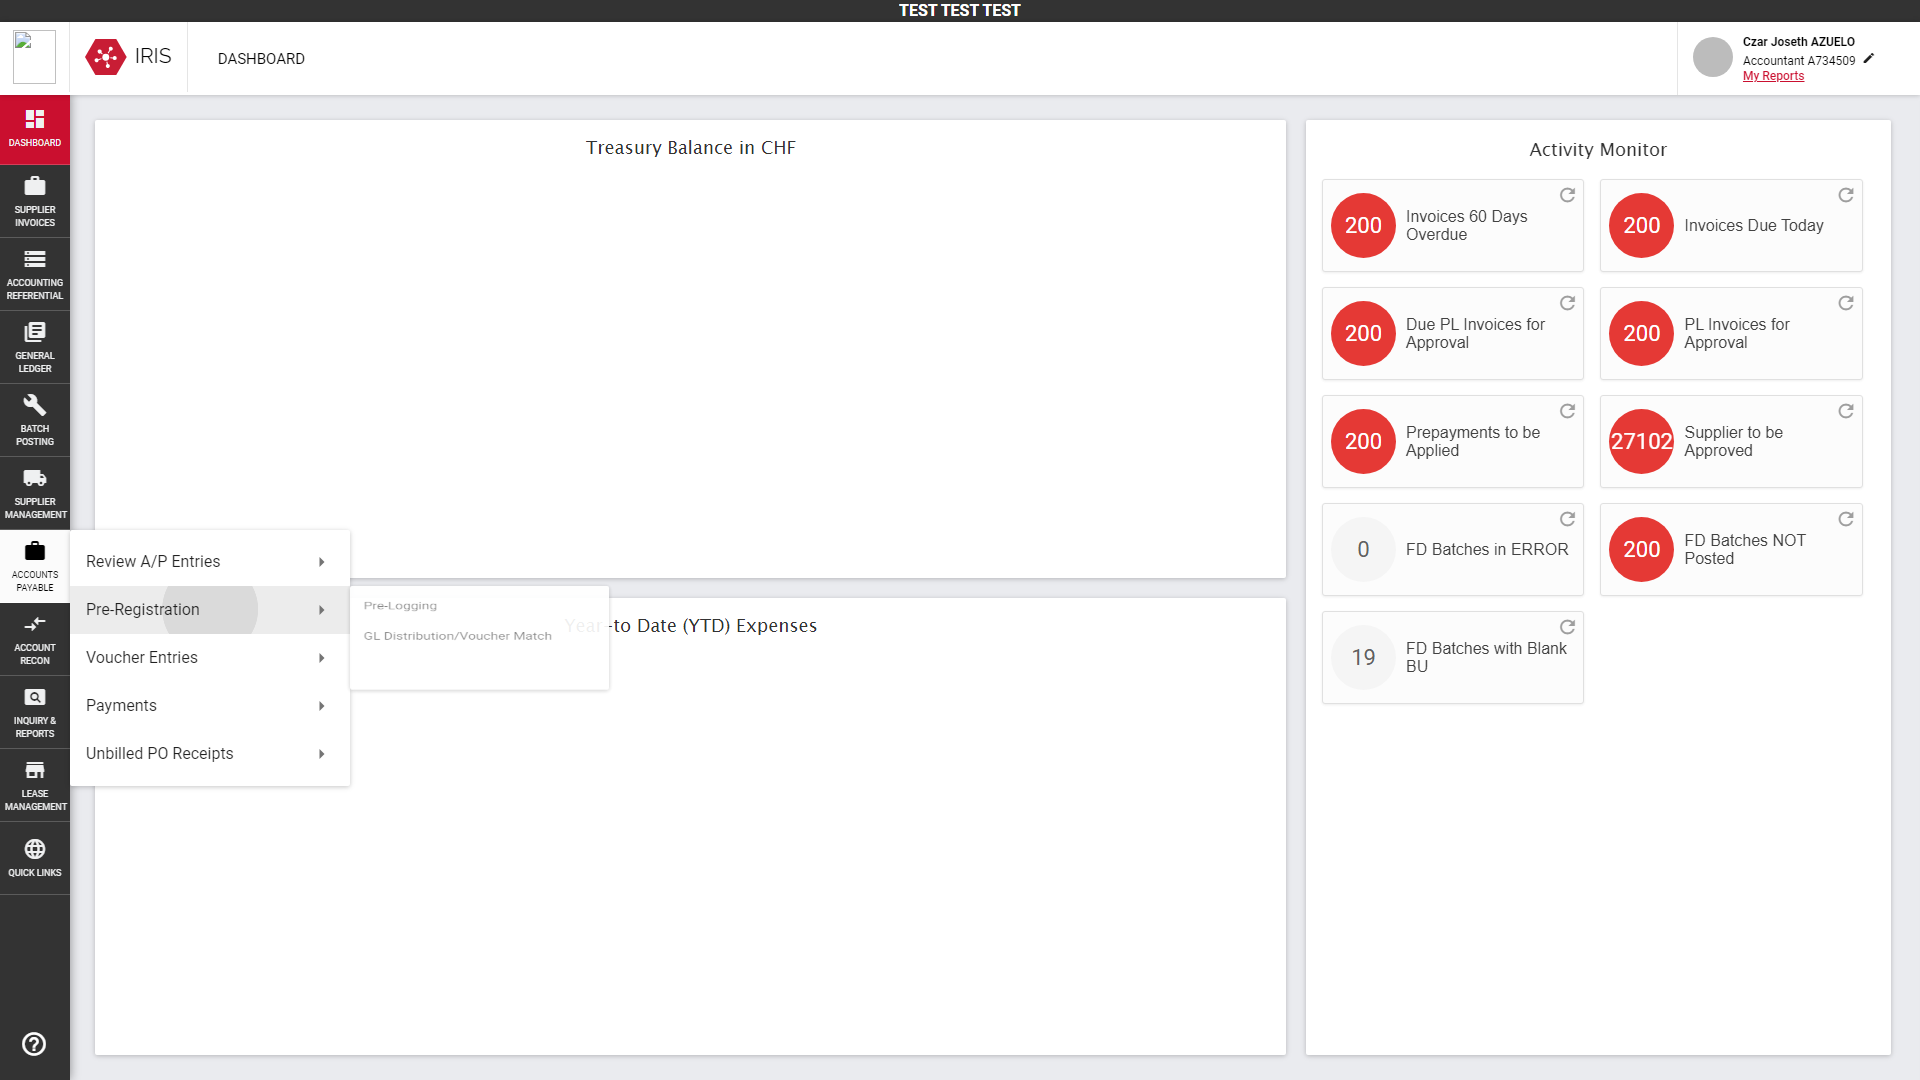 TEST TEST TEST
IRIS
DASHBOARD
Czar Joseth AZUELO
Accountant A734509
My Reports
DASHBOARD
SUPPLIER
INVOICES
ACCOUNTING
REFERENTIAL
GENERAL
LEDGER
BATCH
POSTING
SUPPLIER
MANAGEMENT
ACCOUNTS
PAYABLE
ACCOUNT
RECON
INQUIRY &
REPORTS
LEASE
MANAGEMENT
QUICK LINKS
Review A/P Entries
Pre-Registration
Voucher Entries
Payments
Unbilled PO Receipts
Pre-Logging
GL Distribution/Voucher Match
Treasury Balance in CHF
Year-to Date (YTD) Expenses
Activity Monitor
200
Invoices 60 Days
Overdue
200
Invoices Due Today
200
Due PL Invoices for
Approval
200
PL Invoices for
Approval
200
Prepayments to be
Applied
27102
Supplier to be
Approved
0
FD Batches in ERROR
200
FD Batches NOT
Posted
19
FD Batches with Blank
BU